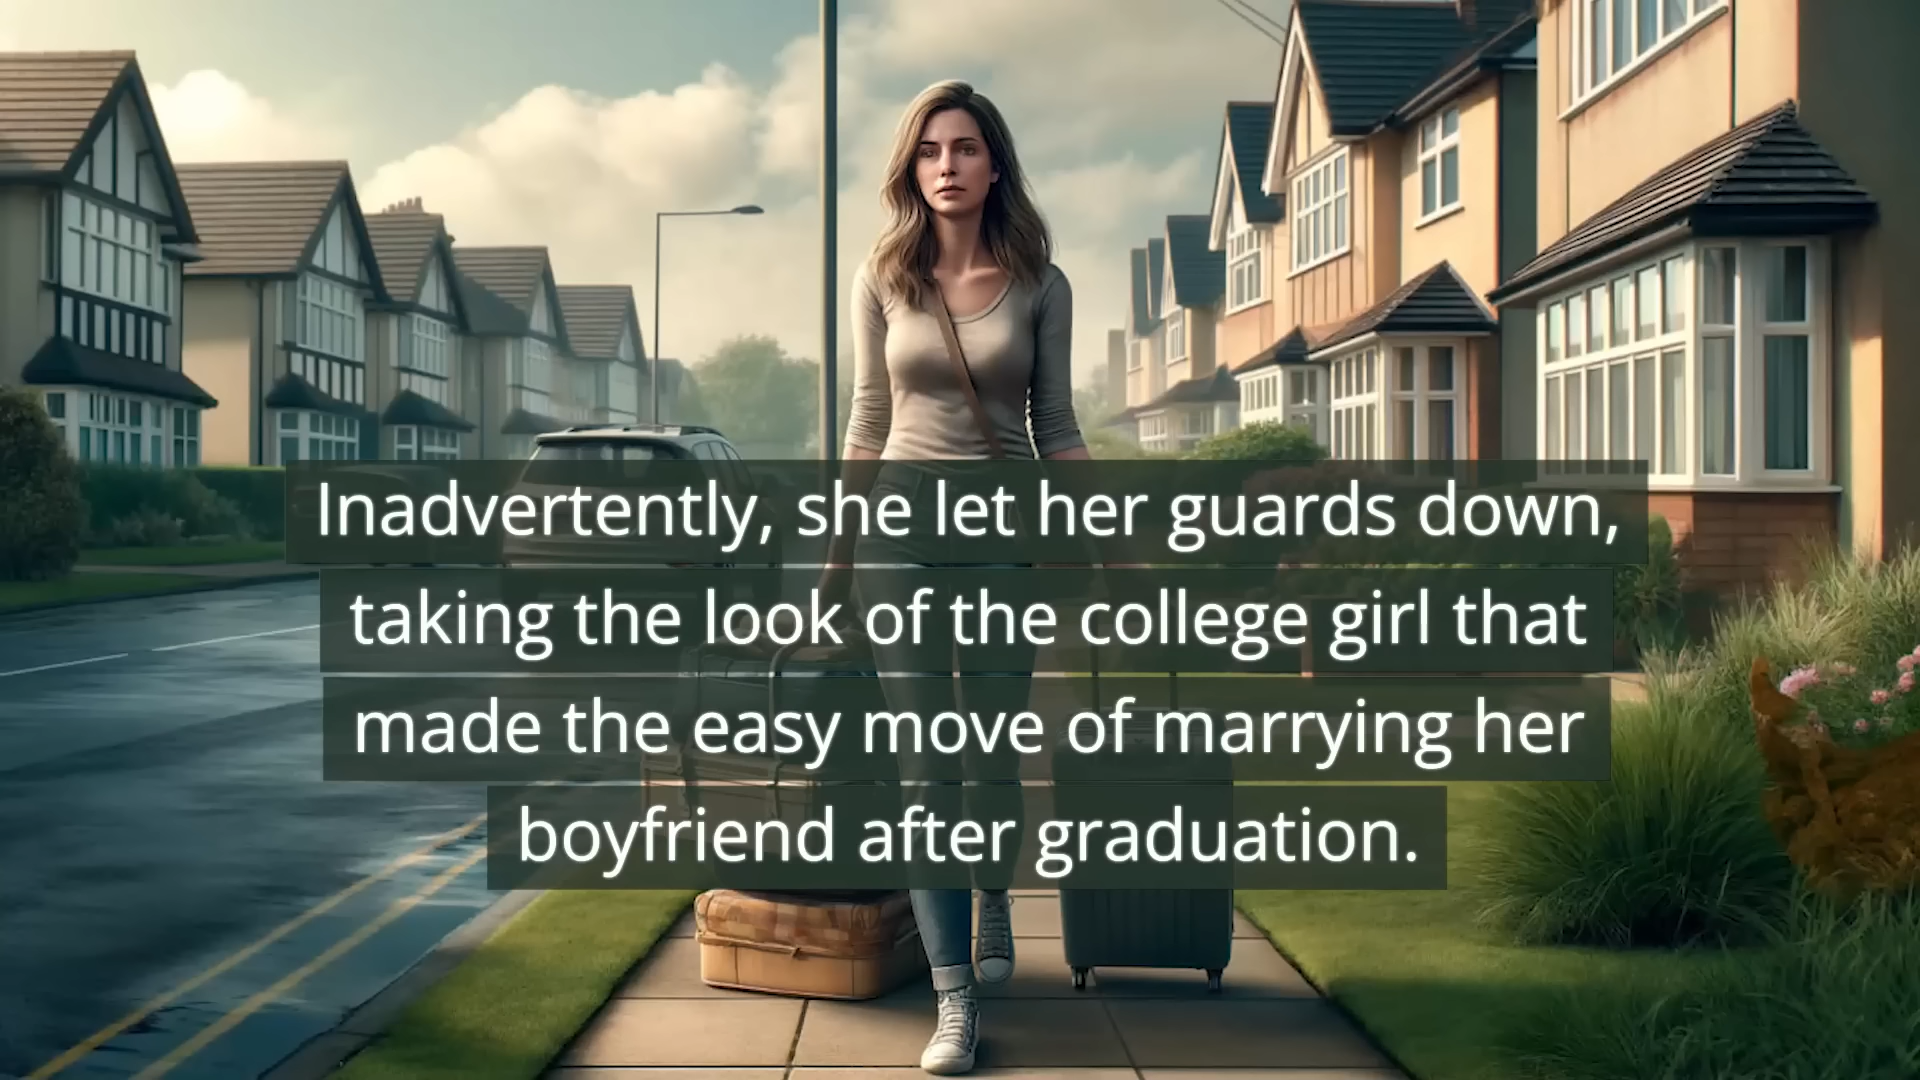 Inadvertently, she let her guards down,
taking the look of the college girl that
made the easy move of marrying her
boyfriend after graduation.